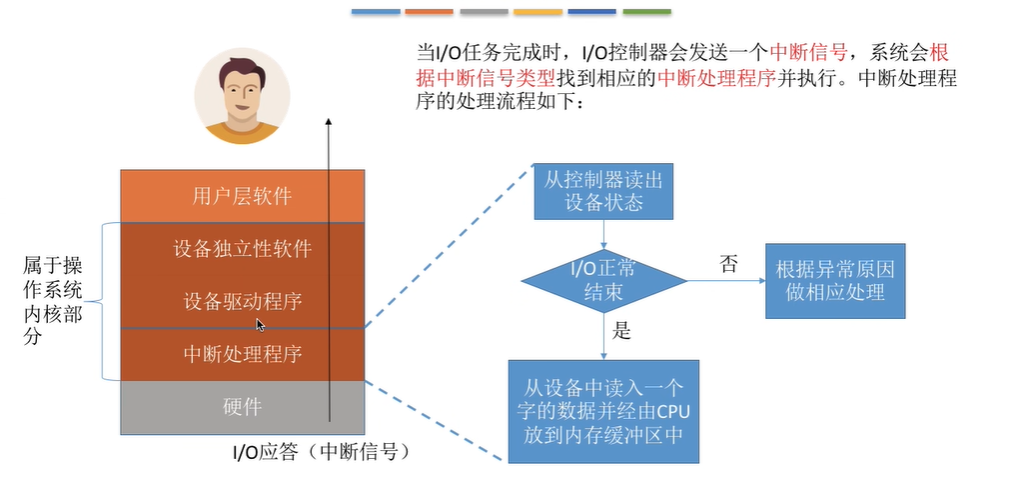 当I/O任务完成时，I/O控制器会发送一个中断信号，系统会根
据中断信号类型找到相应的中断处理程序并执行。中断处理程
序的处理流程如下：
用户层软件
设备独立性软件
设备驱动程序
中断处理程序
硬件
属于操
作系统
内核部
分
I/O应答（中断信号）
从控制器读出
设备状态
I/O正常
结束
否
根据异常原因
做相应处理
是
从设备中读入一个
字的数据并经由CPU
放到内存缓冲区中